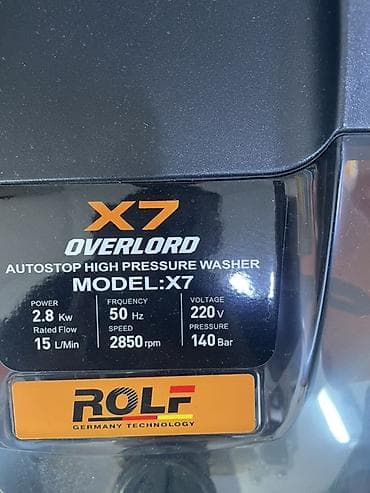 X7
OVERLORD
AUTOSTOP HIGH PRESSURE WASHER
MODEL:X7
POWER FRQUENCY VOLTAGE
2.8 Kw 50 Hz 220 V
Rated Flow SPEED PRESSURE
15 L/Min 2850 rpm 140 Bar
ROLF
GERMANY TECHNOLOGY